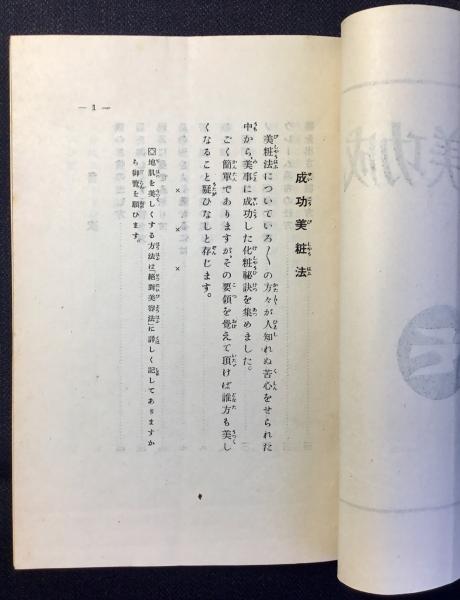 成功美粧法
美粧法についていろ〳〵の方々が人知れぬ苦心をせられた
中から美事に成功した化粧祕訣を集めました。
ごく簡單でありますが、その要領を覺えて頂けば誰方も美し
くなること疑ひなしと存じます。
× × ×
◎地肌を美しくする方法は絕對美容法に詳しく記してありますか
ら御覽を願ひます。
— 1 —
美功成